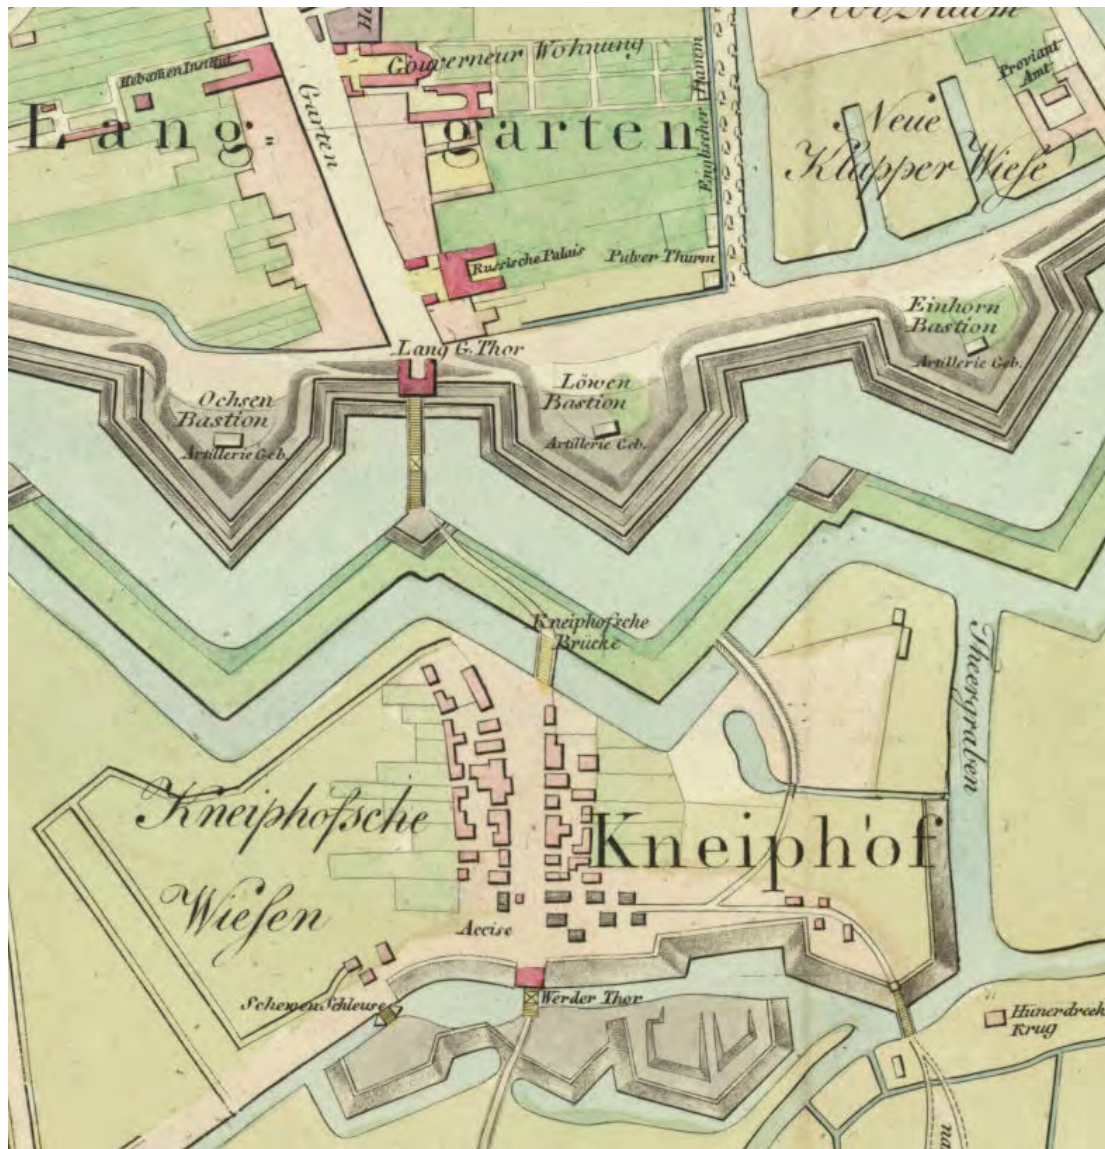 Gouverneur Wohnung
Proviant
Amt
Garten
Lang
garten
Englischer
Neue
Klapper Wieſe
Russische Palais
Pulver Thurm
Einhorn
Bastion
Artillerie Geb.
Lang G. Thor
Löwen
Bastion
Artillerie Geb.
Ochsen
Bastion
Artillerie Geb.
Kneiphofsche
Brücke
Theergraben
Kneiphofſche
Wieſen
Kneiphof
Accise
Werder Thor
Schleuse
Krug